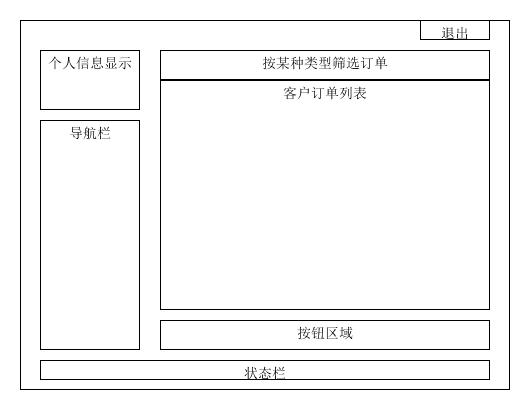 退出
个人信息显示
按某种类型筛选订单
客户订单列表
导航栏
按钮区域
状态栏